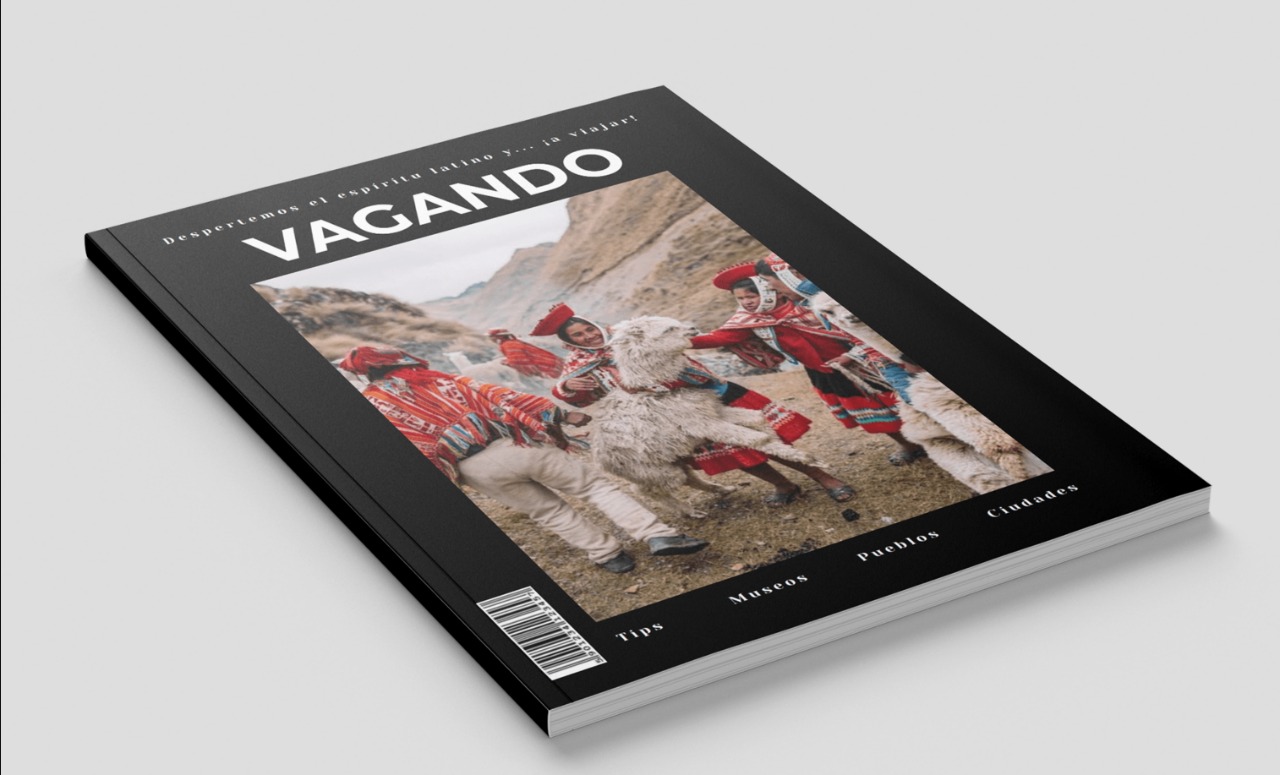 Despertemos el espíritu latino y... ¡a viajar!
VAGANDO
Tips Museos Pueblos Ciudades